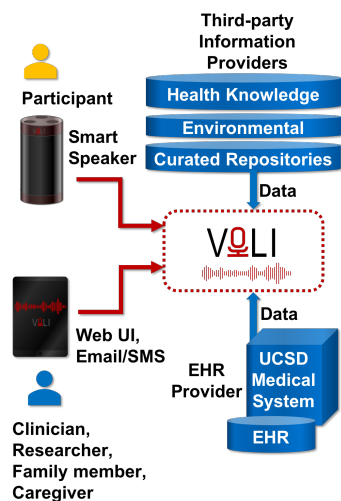 Third-party
Information
Providers
Participant
Health Knowledge
Environmental
Curated Repositories
Smart
Speaker
VOLI
Data
VOLI
VOLI
Web UI,
Email/SMS
Data
EHR
Provider
UCSD
Medical
System
EHR
Clinician,
Researcher,
Family member,
Caregiver